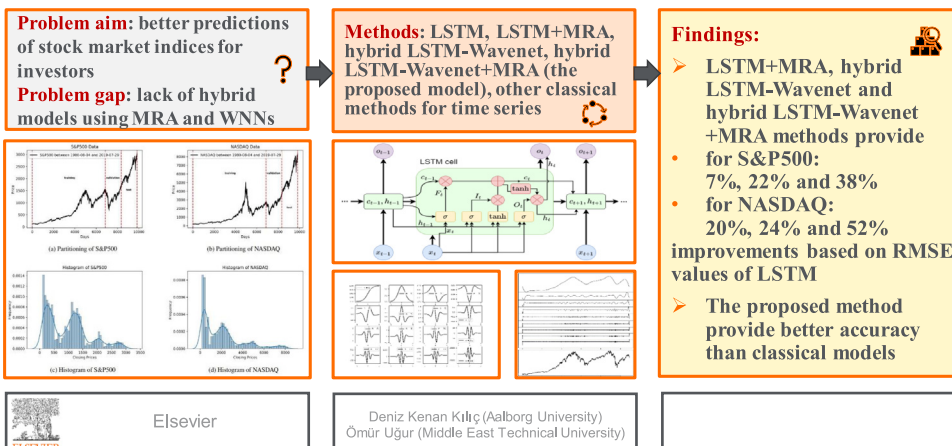 Problem aim: better predictions
of stock market indices for
investors
Problem gap: lack of hybrid
models using MRA and WNNs
Methods: LSTM, LSTM+MRA,
hybrid LSTM-Wavenet, hybrid
LSTM-Wavenet+MRA (the
proposed model), other classical
methods for time series
Findings:
➢ LSTM+MRA, hybrid
LSTM-Wavenet and
hybrid LSTM-Wavenet
+MRA methods provide
• for S&P500:
7%, 22% and 38%
• for NASDAQ:
20%, 24% and 52%
improvements based on RMSE
values of LSTM
➢ The proposed method
provide better accuracy
than classical models
S&P500 Data
NASDAQ Data
Days
Days
(a) Partitioning of S&P500
(b) Partitioning of NASDAQ
Histogram of S&P500
Histogram of NASDAQ
Closing Prices
Closing Prices
(c) Histogram of S&P500
(d) Histogram of NASDAQ
LSTM cell
tanh
tanh
Elsevier
Deniz Kenan Kılıç (Aalborg University)
Ömür Uğur (Middle East Technical University)